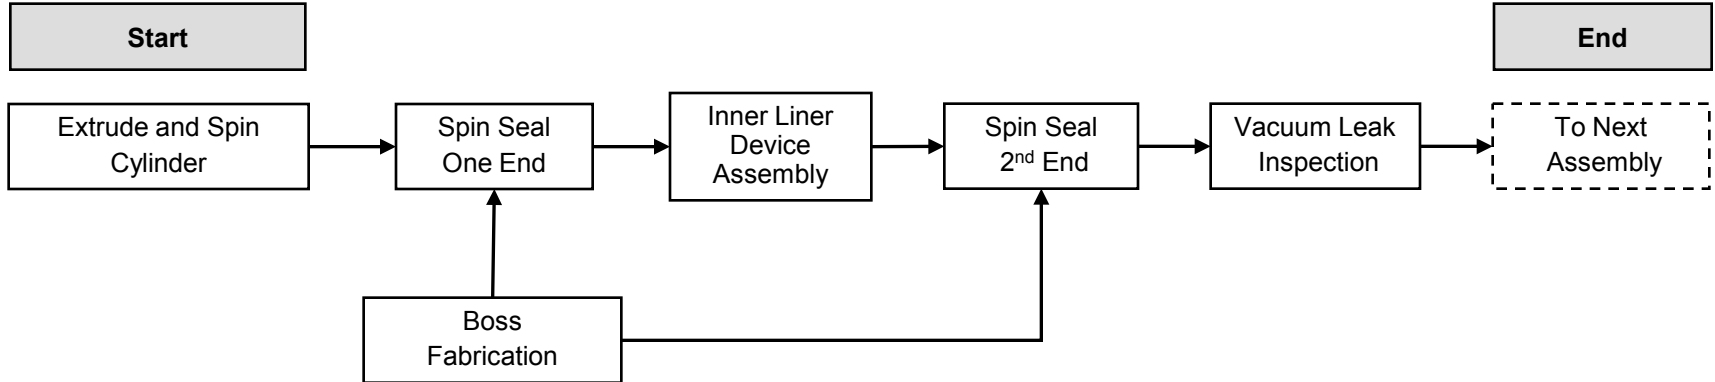 Start
End
Extrude and Spin
Cylinder
Spin Seal
One End
Inner Liner
Device
Assembly
Spin Seal
2nd End
Vacuum Leak
Inspection
To Next
Assembly
Boss
Fabrication